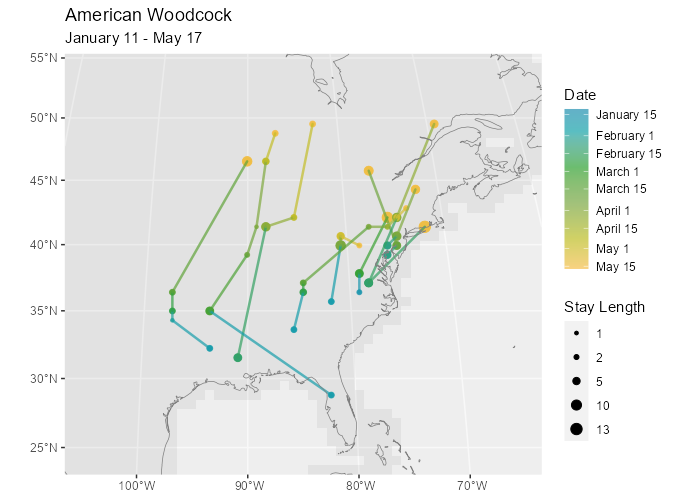 American Woodcock
January 11 - May 17
55°N
50°N
45°N
40°N
35°N
30°N
25°N
100°W
90°W
80°W
70°W
Date
January 15
February 1
February 15
March 1
March 15
April 1
April 15
May 1
May 15
Stay Length
1
2
5
10
13